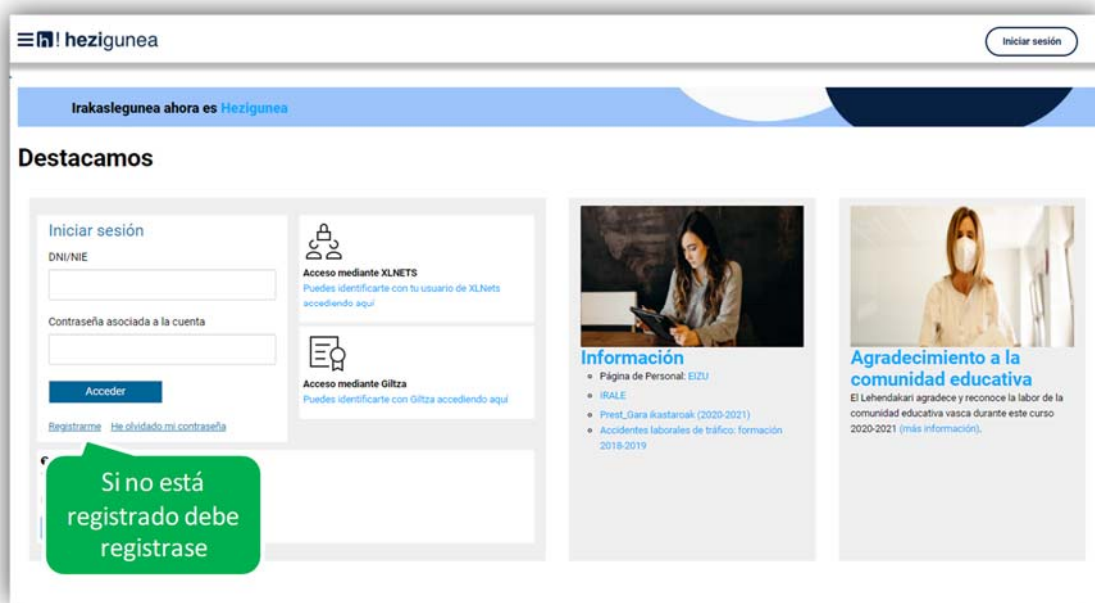 h! hezigunea
Iniciar sesión
Irakaslegunea ahora es Hezigunea
Destacamos
Iniciar sesión
DNI/NIE
Contraseña asociada a la cuenta
Acceder
Registrarme He olvidado mi contraseña
Si no está
registrado debe
registrase
Acceso mediante XLNETS
Puedes identificarte con tu usuario de XLNets
accediendo aquí
Acceso mediante Giltza
Puedes identificarte con Giltza accediendo aquí
Información
Página de Personal: EIZU
IRALE
Prest_Gara ikastaroak (2020-2021)
Accidentes laborales de tráfico: formación
2018-2019
Agradecimiento a la
comunidad educativa
El Lehendakari agradece y reconoce la labor de la
comunidad educativa vasca durante este curso
2020-2021 (más información).